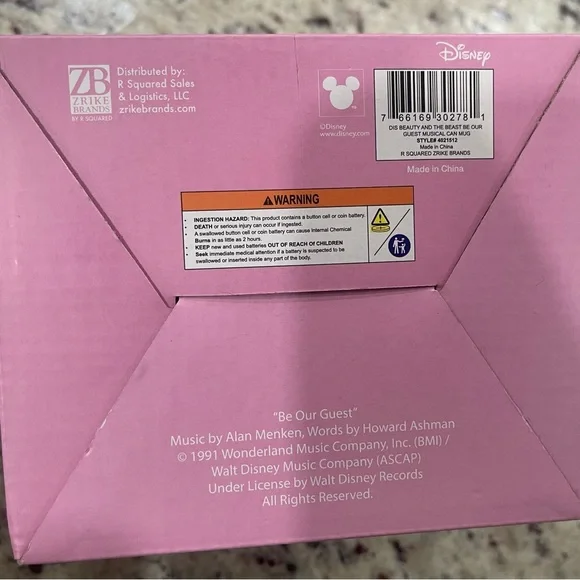 Disney
ZB
ZRIKE
BRANDS
BY R SQUARED
Distributed by:
R Squared Sales
& Logistics, LLC
zrikebrands.com
©Disney
www.disney.com
7 66169 30278 1
DIS BEAUTY AND THE BEAST BE OUR
GUEST MUSICAL CAN MUG
STYLE# 4021512
Made in China
R SQUARED ZRIKE BRANDS
Made in China
WARNING
• INGESTION HAZARD: This product contains a button cell or coin battery.
• DEATH or serious injury can occur if ingested.
• A swallowed button cell or coin battery can cause Internal Chemical
Burns in as little as 2 hours.
• KEEP new and used batteries OUT OF REACH OF CHILDREN
• Seek immediate medical attention if a battery is suspected to be
swallowed or inserted inside any part of the body.
"Be Our Guest"
Music by Alan Menken, Words by Howard Ashman
© 1991 Wonderland Music Company, Inc. (BMI) /
Walt Disney Music Company (ASCAP)
Under License by Walt Disney Records
All Rights Reserved.